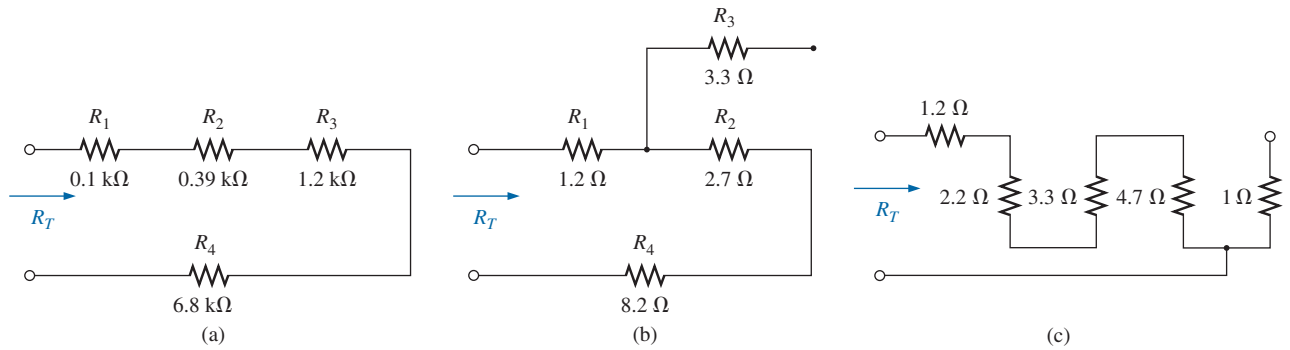 R1
0.1 kΩ
R2
0.39 kΩ
R3
1.2 kΩ
RT
R4
6.8 kΩ
(a)
R3
3.3 Ω
R1
1.2 Ω
R2
2.7 Ω
RT
R4
8.2 Ω
(b)
1.2 Ω
2.2 Ω
3.3 Ω
4.7 Ω
1 Ω
RT
(c)